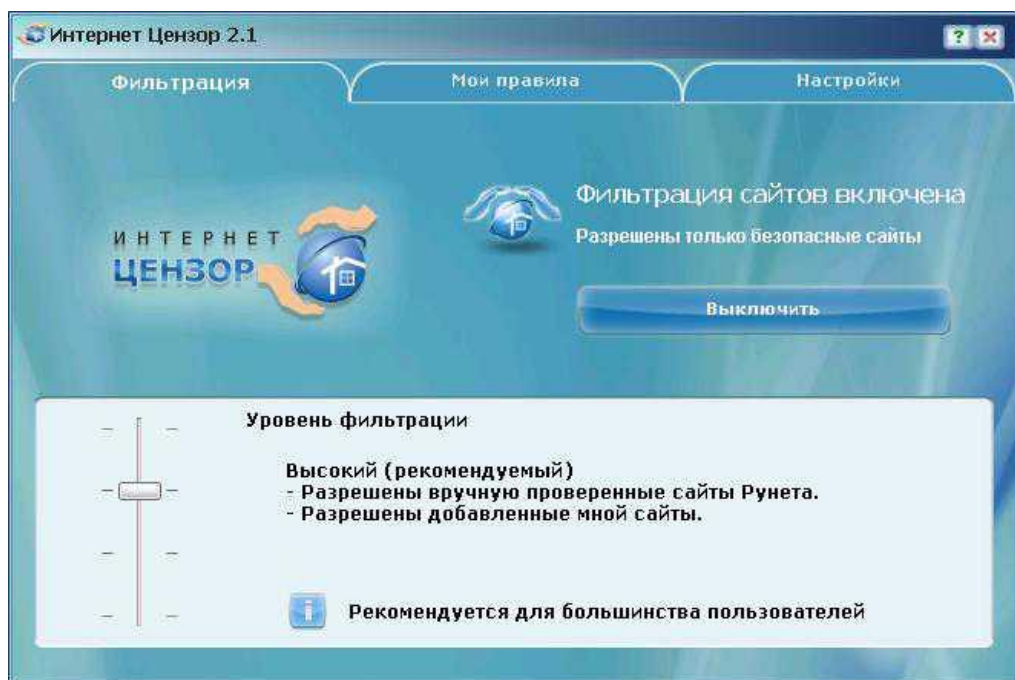 Интернет Цензор 2.1
?
Фильтрация
Мои правила
Настройки
ИНТЕРНЕТ
ЦЕНЗОР
Фильтрация сайтов включена
Разрешены только безопасные сайты
Выключить
Уровень фильтрации
Высокий (рекомендуемый)
- Разрешены вручную проверенные сайты Рунета.
- Разрешены добавленные мной сайты.
i
Рекомендуется для большинства пользователей